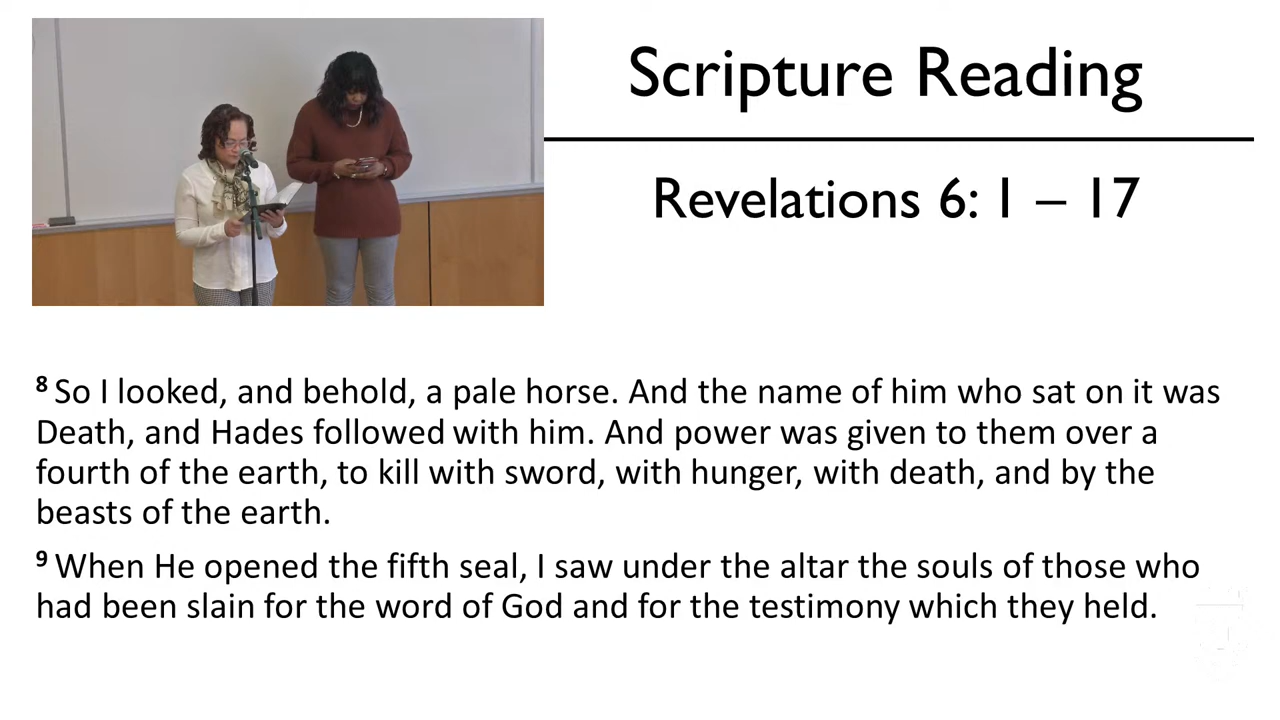 Scripture Reading
Revelations 6: 1 – 17
8 So I looked, and behold, a pale horse. And the name of him who sat on it was
Death, and Hades followed with him. And power was given to them over a
fourth of the earth, to kill with sword, with hunger, with death, and by the
beasts of the earth.
9 When He opened the fifth seal, I saw under the altar the souls of those who
had been slain for the word of God and for the testimony which they held.